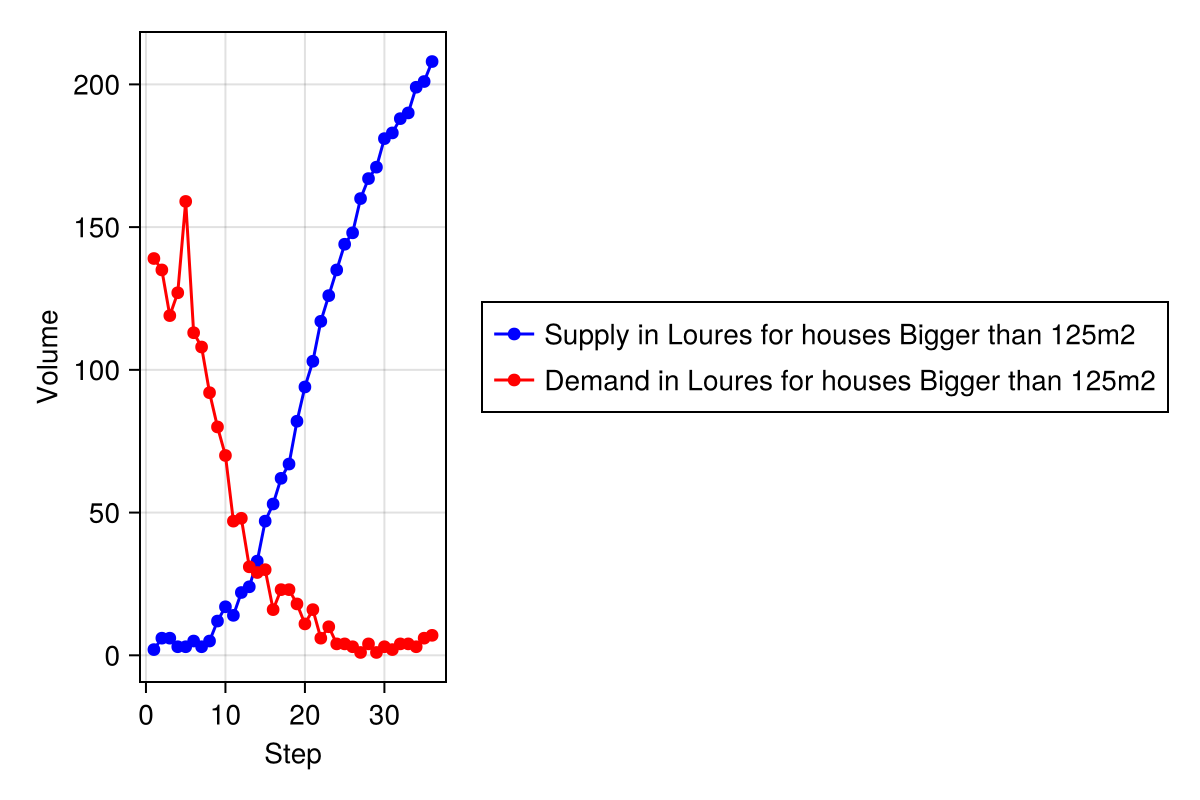 200
150
100
50
0
Volume
0 10 20 30
Step
Supply in Loures for houses Bigger than 125m2
Demand in Loures for houses Bigger than 125m2